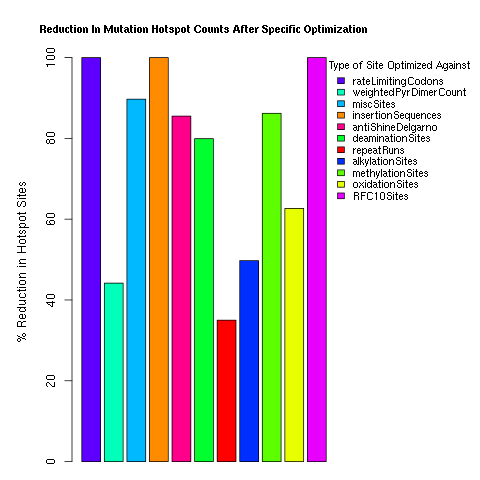 Reduction In Mutation Hotspot Counts After Specific Optimization
% Reduction in Hotspot Sites
100
80
60
40
20
0
Type of Site Optimized Against
rateLimitingCodons
weightedPyrDimerCount
miscSites
insertionSequences
antiShineDelgarno
deaminationSites
repeatRuns
alkylationSites
methylationSites
oxidationSites
RFC10Sites